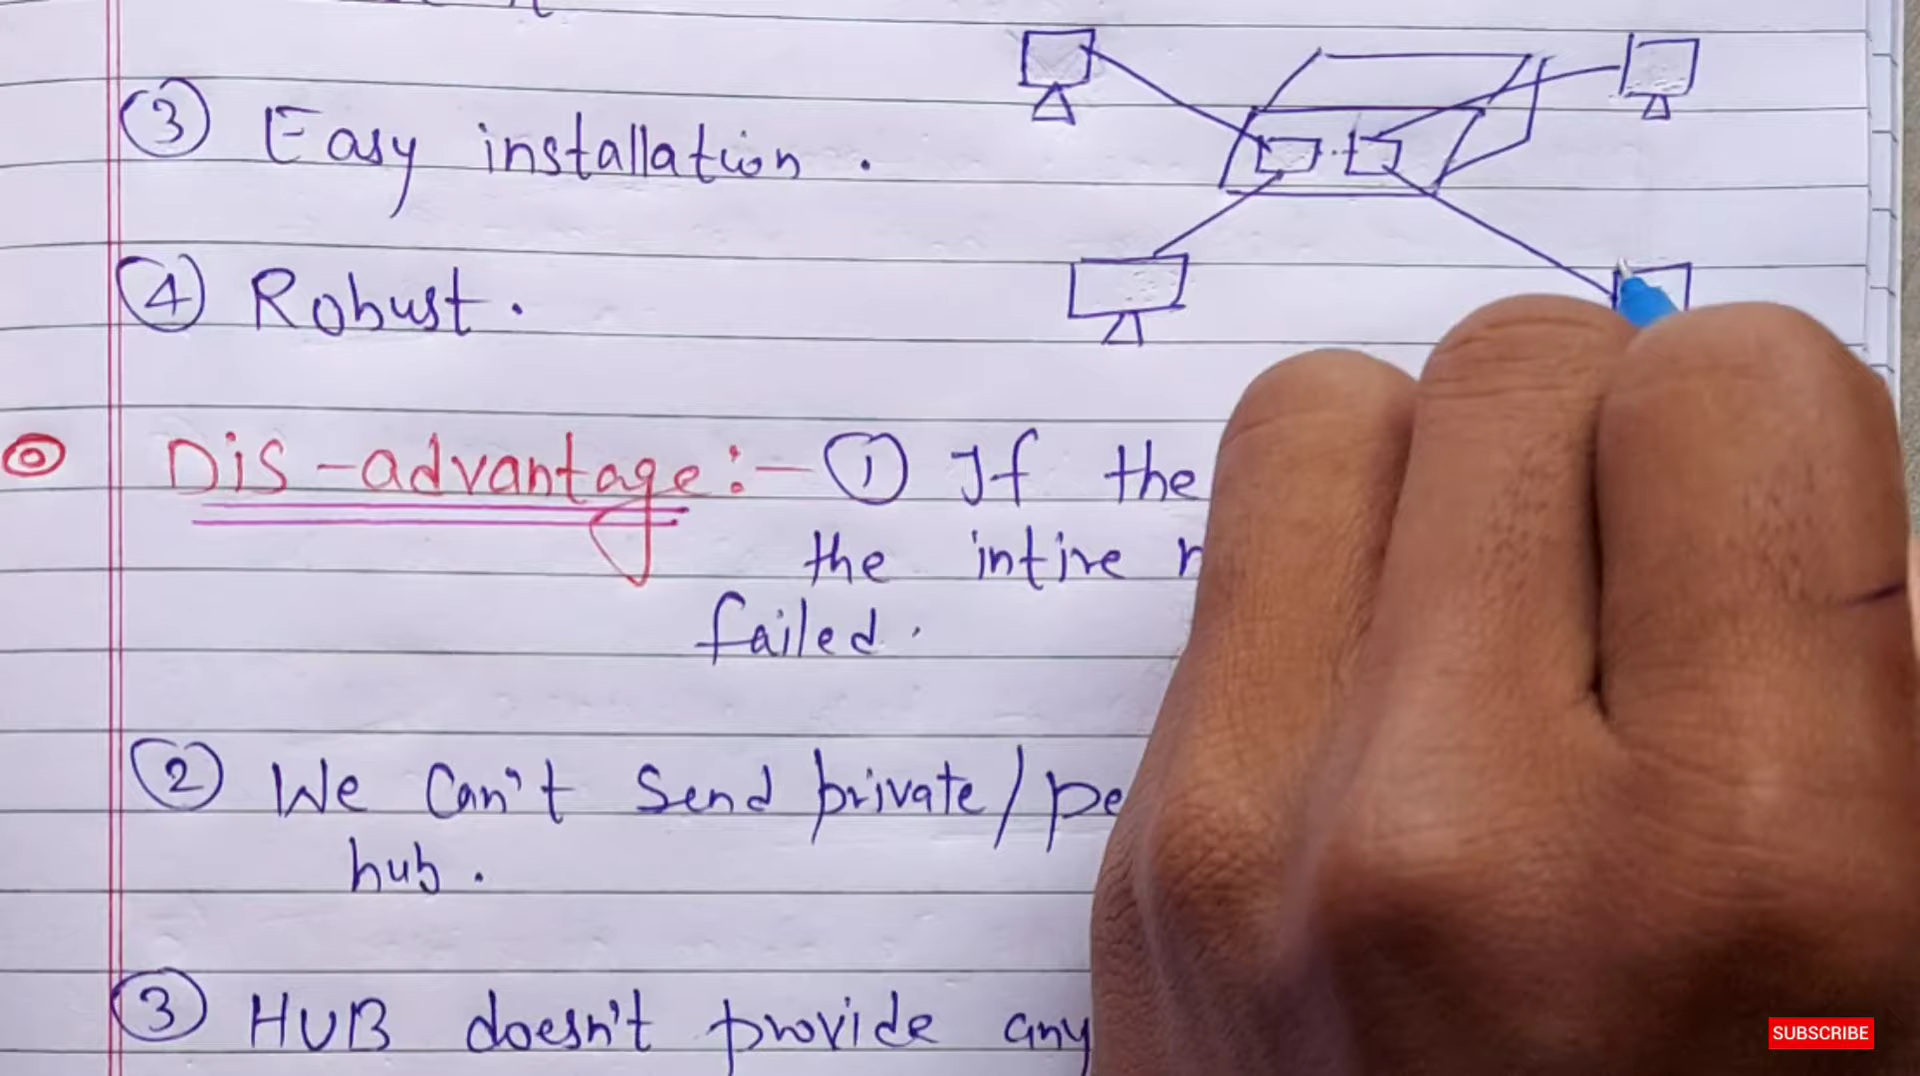 ③ Easy installation.
④ Robust.
Dis-advantage:- ① If the
the intire
failed.
② We Can't Send private/
hub.
③ HUB doesn't provide any
SUBSCRIBE